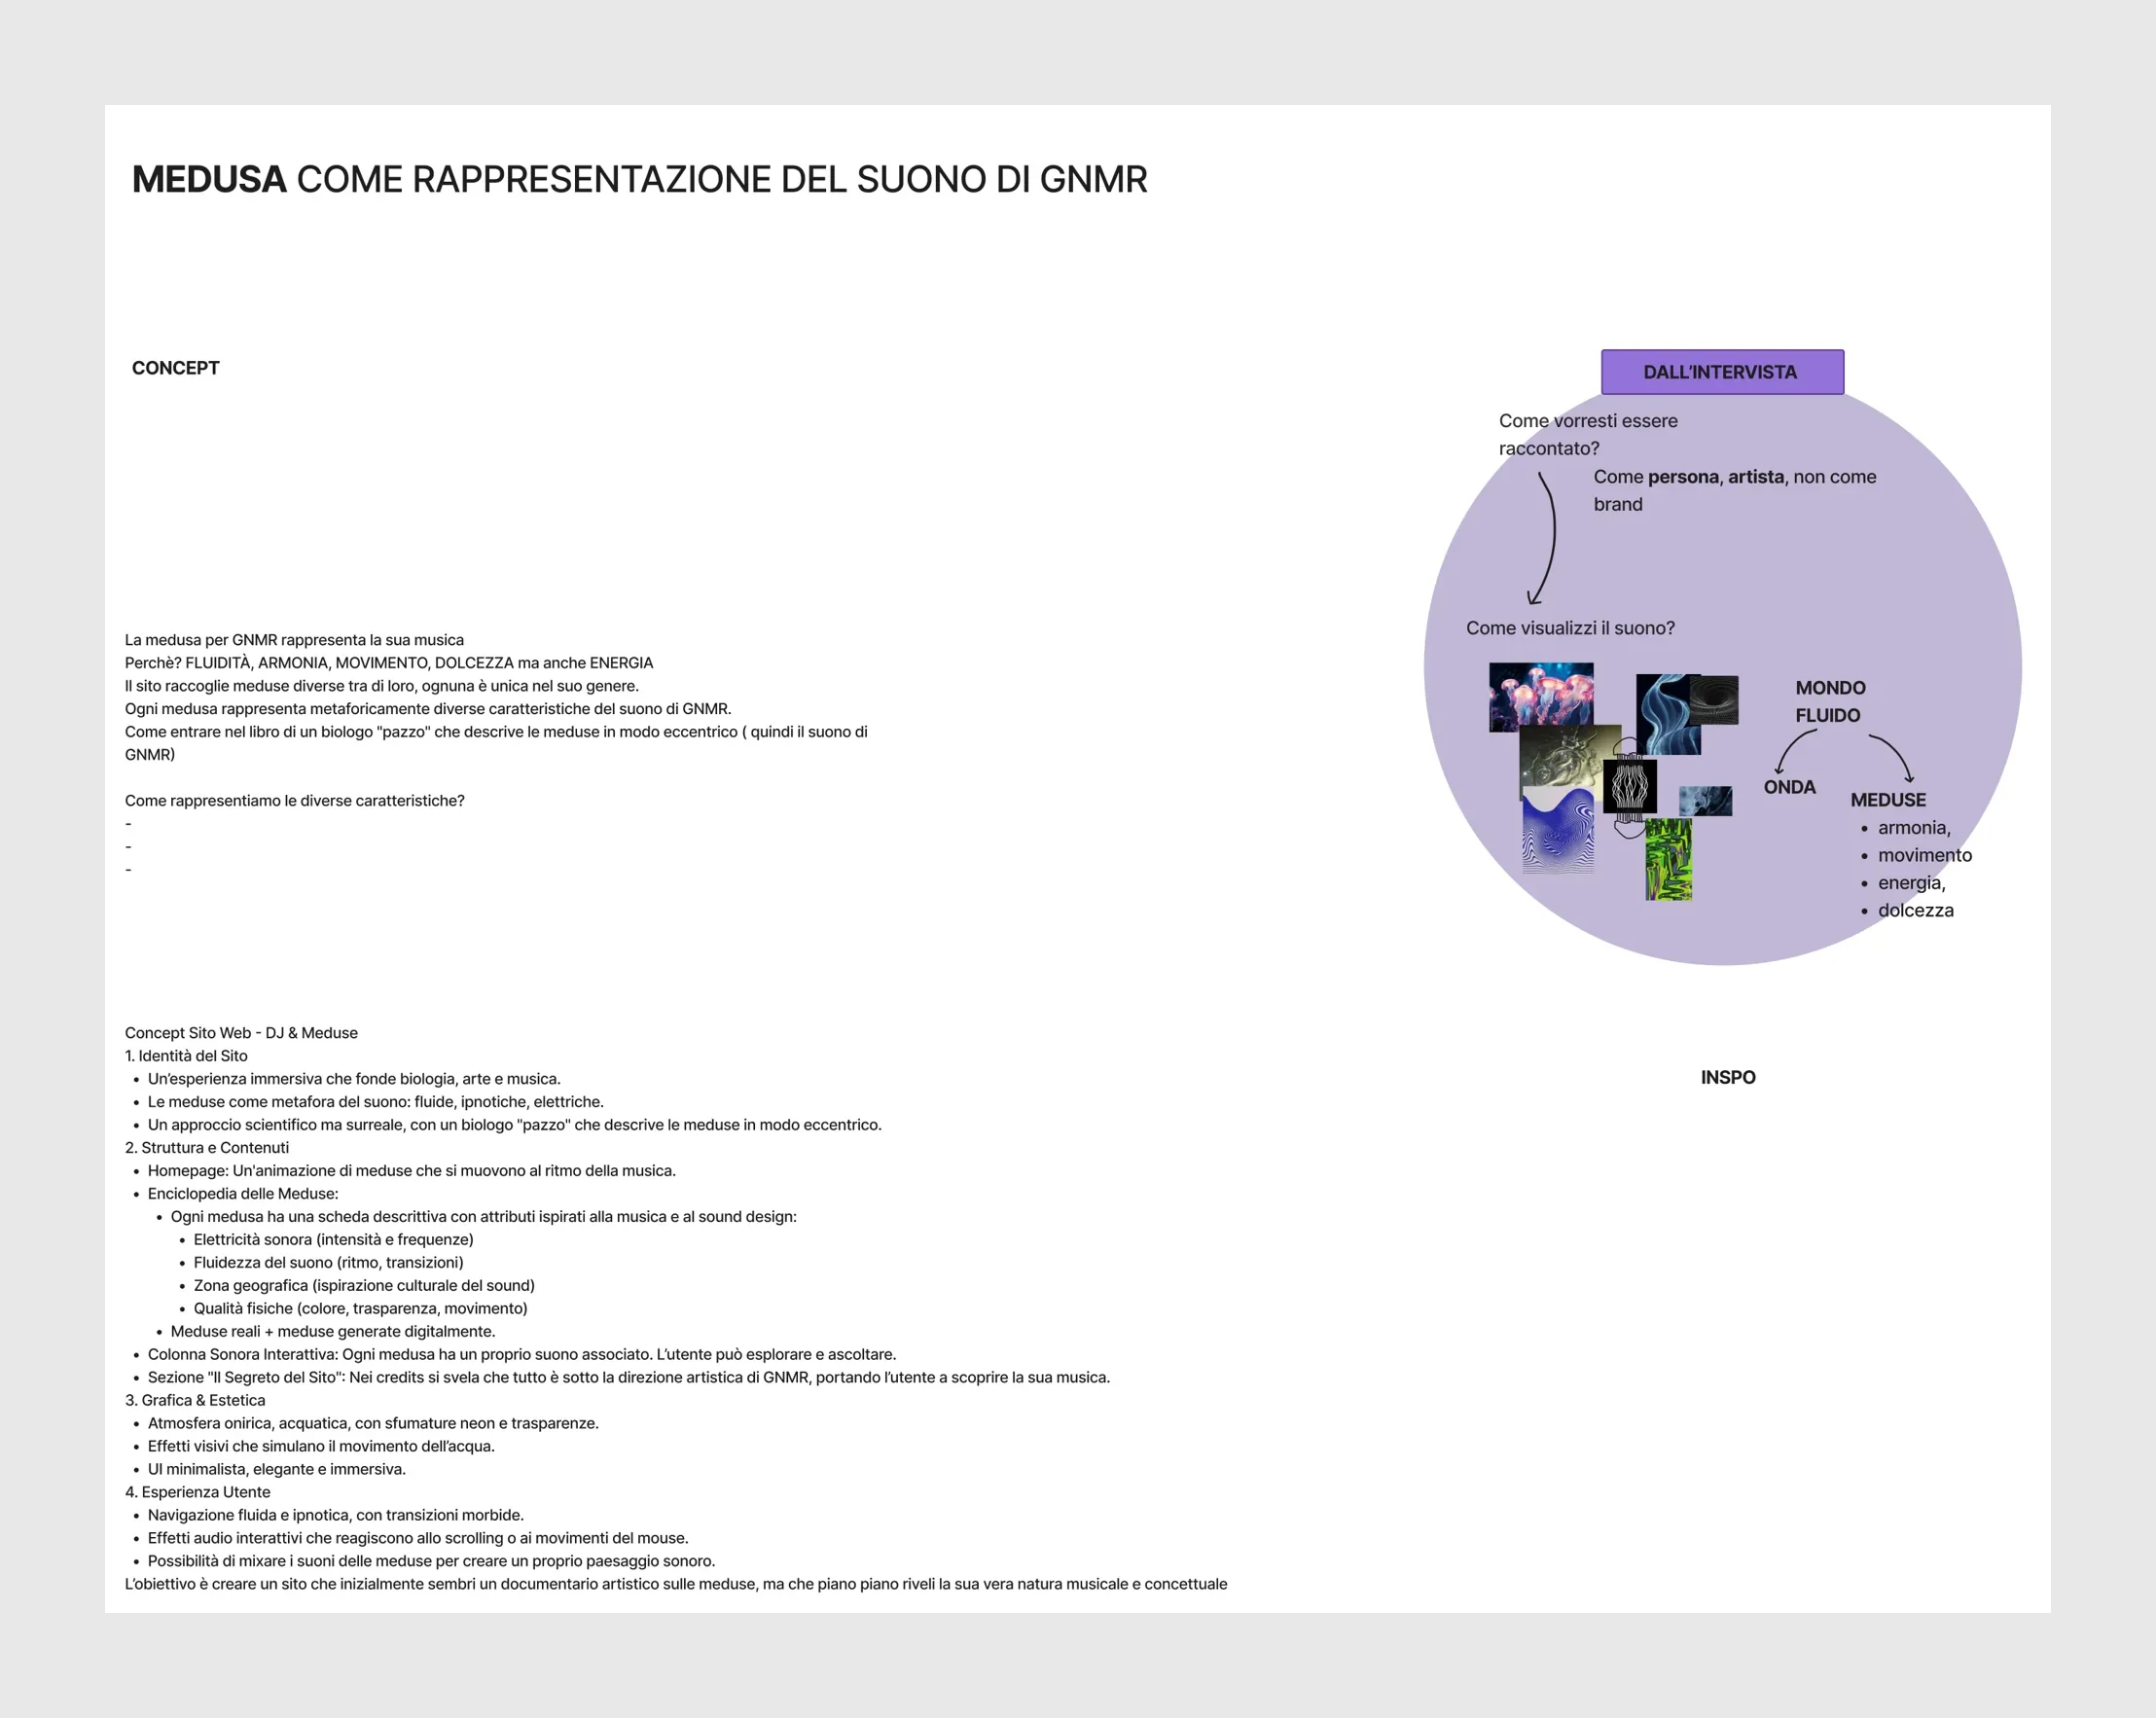 MEDUSA COME RAPPRESENTAZIONE DEL SUONO DI GNMR
CONCEPT
La medusa per GNMR rappresenta la sua musica
Perchè? FLUIDITÀ, ARMONIA, MOVIMENTO, DOLCEZZA ma anche ENERGIA
Il sito raccoglie meduse diverse tra di loro, ognuna è unica nel suo genere.
Ogni medusa rappresenta metaforicamente diverse caratteristiche del suono di GNMR.
Come entrare nel libro di un biologo "pazzo" che descrive le meduse in modo eccentrico ( quindi il suono di
GNMR)
Come rappresentiamo le diverse caratteristiche?
-
-
-
Concept Sito Web - DJ & Meduse
1. Identità del Sito
• Un’esperienza immersiva che fonde biologia, arte e musica.
• Le meduse come metafora del suono: fluide, ipnotiche, elettriche.
• Un approccio scientifico ma surreale, con un biologo "pazzo" che descrive le meduse in modo eccentrico.
2. Struttura e Contenuti
• Homepage: Un'animazione di meduse che si muovono al ritmo della musica.
• Enciclopedia delle Meduse:
• Ogni medusa ha una scheda descrittiva con attributi ispirati alla musica e al sound design:
• Elettricità sonora (intensità e frequenze)
• Fluidezza del suono (ritmo, transizioni)
• Zona geografica (ispirazione culturale del sound)
• Qualità fisiche (colore, trasparenza, movimento)
• Meduse reali + meduse generate digitalmente.
• Colonna Sonora Interattiva: Ogni medusa ha un proprio suono associato. L’utente può esplorare e ascoltare.
• Sezione "Il Segreto del Sito": Nei credits si svela che tutto è sotto la direzione artistica di GNMR, portando l’utente a scoprire la sua musica.
3. Grafica & Estetica
• Atmosfera onirica, acquatica, con sfumature neon e trasparenze.
• Effetti visivi che simulano il movimento dell’acqua.
• UI minimalista, elegante e immersiva.
4. Esperienza Utente
• Navigazione fluida e ipnotica, con transizioni morbide.
• Effetti audio interattivi che reagiscono allo scrolling o ai movimenti del mouse.
• Possibilità di mixare i suoni delle meduse per creare un proprio paesaggio sonoro.
L’obiettivo è creare un sito che inizialmente sembri un documentario artistico sulle meduse, ma che piano piano riveli la sua vera natura musicale e concettuale
DALL’INTERVISTA
Come vorresti essere
raccontato?
Come persona, artista, non come
brand
Come visualizzi il suono?
MONDO
FLUIDO
ONDA
MEDUSE
• armonia,
• movimento
• energia,
• dolcezza
INSPO